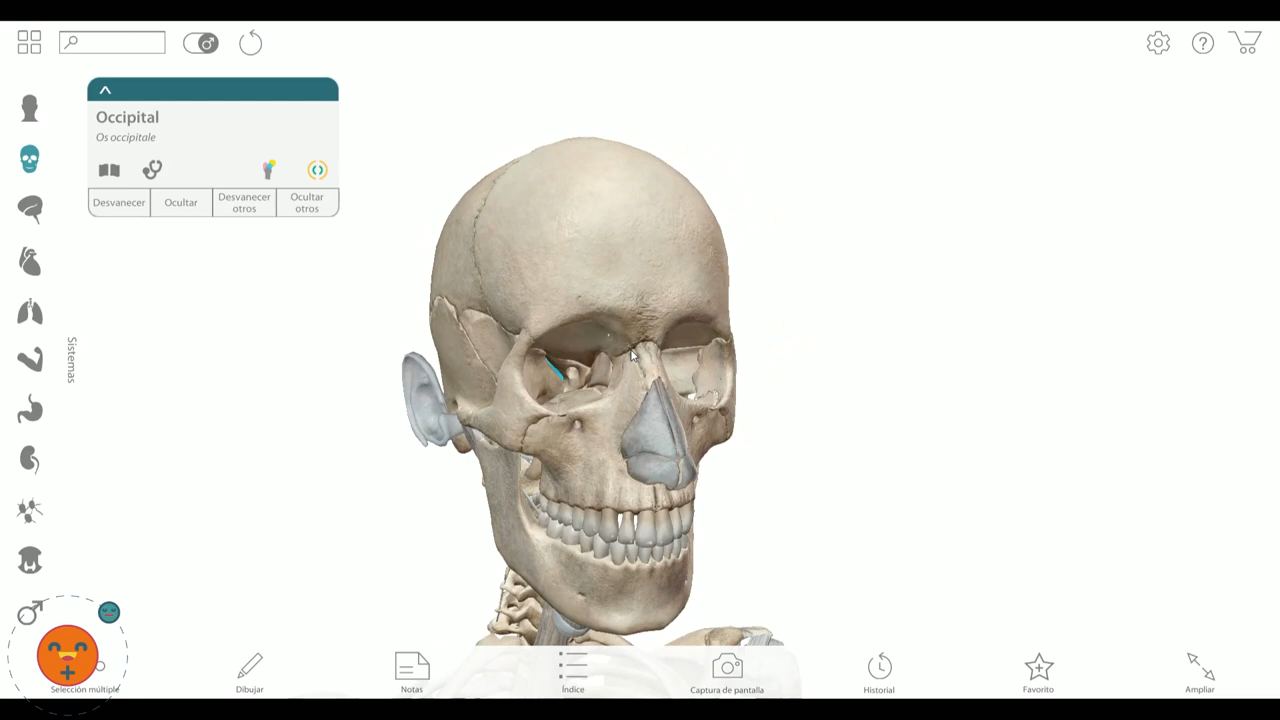 Occipital
Os occipitale
Desvanecer
Ocultar
Desvanecer
otros
Ocultar
otros
Sistemas
Selección múltiple
Dibujar
Notas
Índice
Captura de pantalla
Historial
Favorito
Ampliar